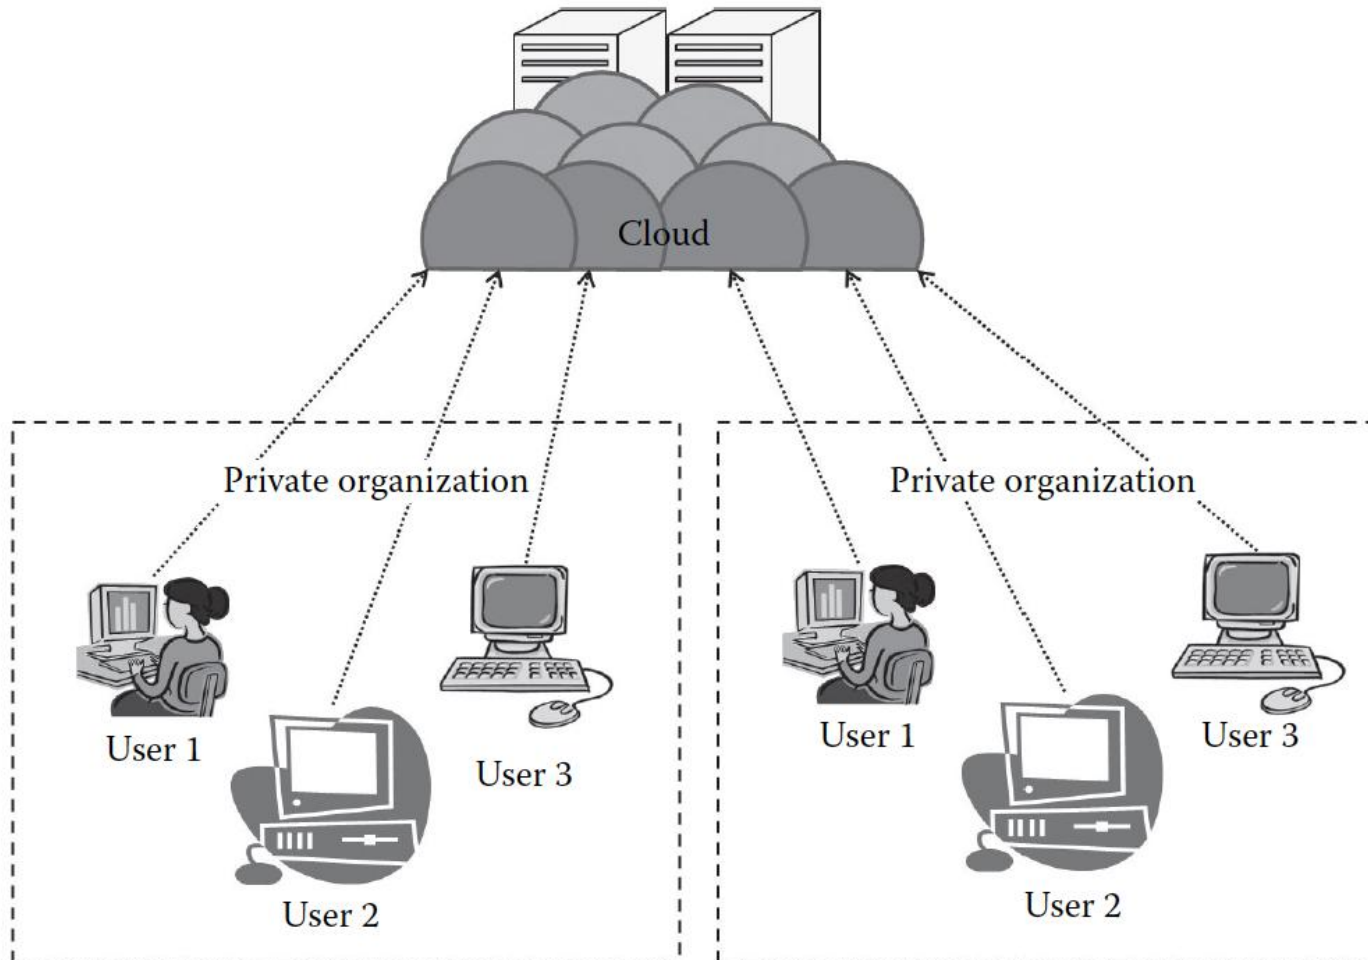 Cloud
Private organization
Private organization
User 1
User 3
User 2
User 1
User 3
User 2